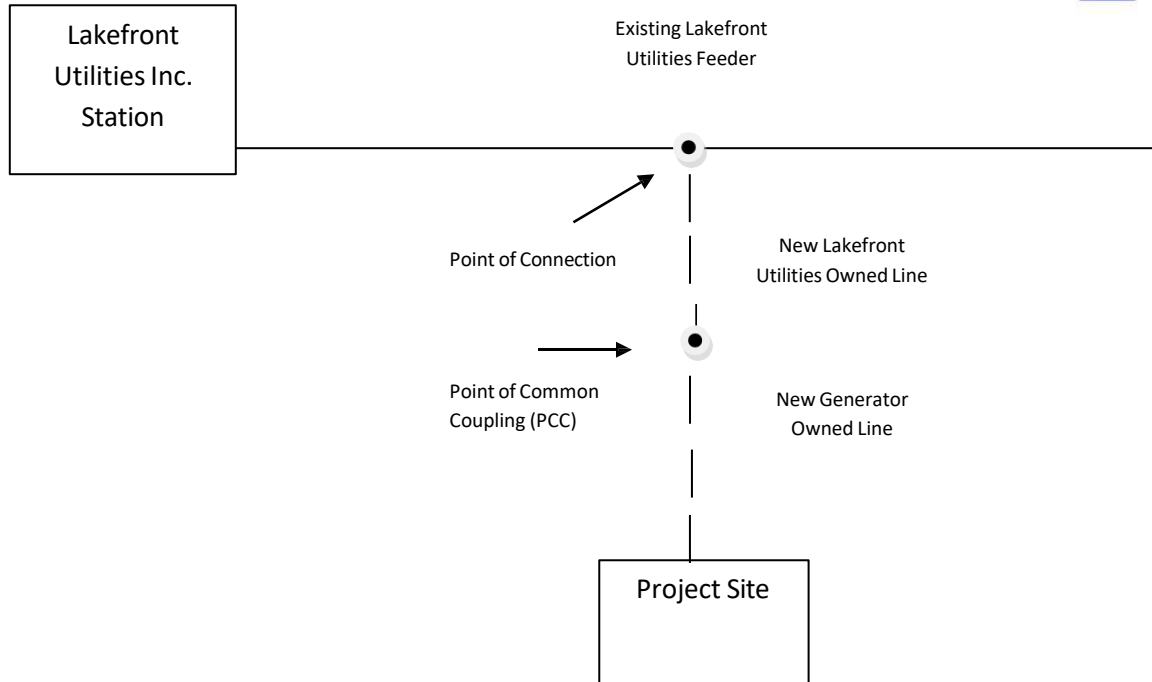 Lakefront
Utilities Inc.
Station
Existing Lakefront
Utilities Feeder
Point of Connection
New Lakefront
Utilities Owned Line
Point of Common
Coupling (PCC)
New Generator
Owned Line
Project Site